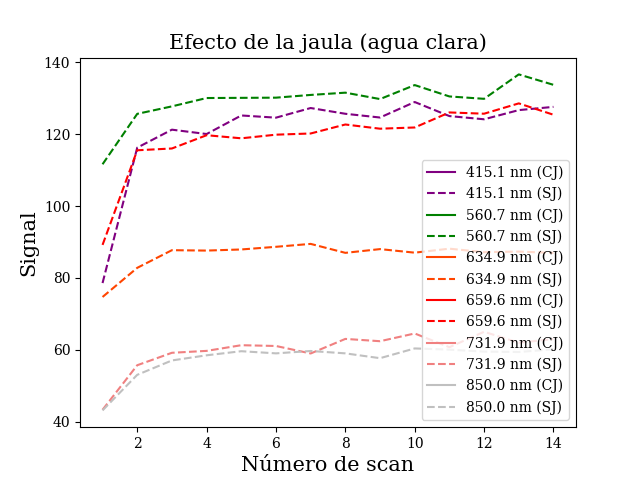 Efecto de la jaula (agua clara)
140
120
100
80
60
40
Signal
2
4
6
8
10
12
14
Número de scan
415.1 nm (CJ)
415.1 nm (SJ)
560.7 nm (CJ)
560.7 nm (SJ)
634.9 nm (CJ)
634.9 nm (SJ)
659.6 nm (CJ)
659.6 nm (SJ)
731.9 nm (CJ)
731.9 nm (SJ)
850.0 nm (CJ)
850.0 nm (SJ)